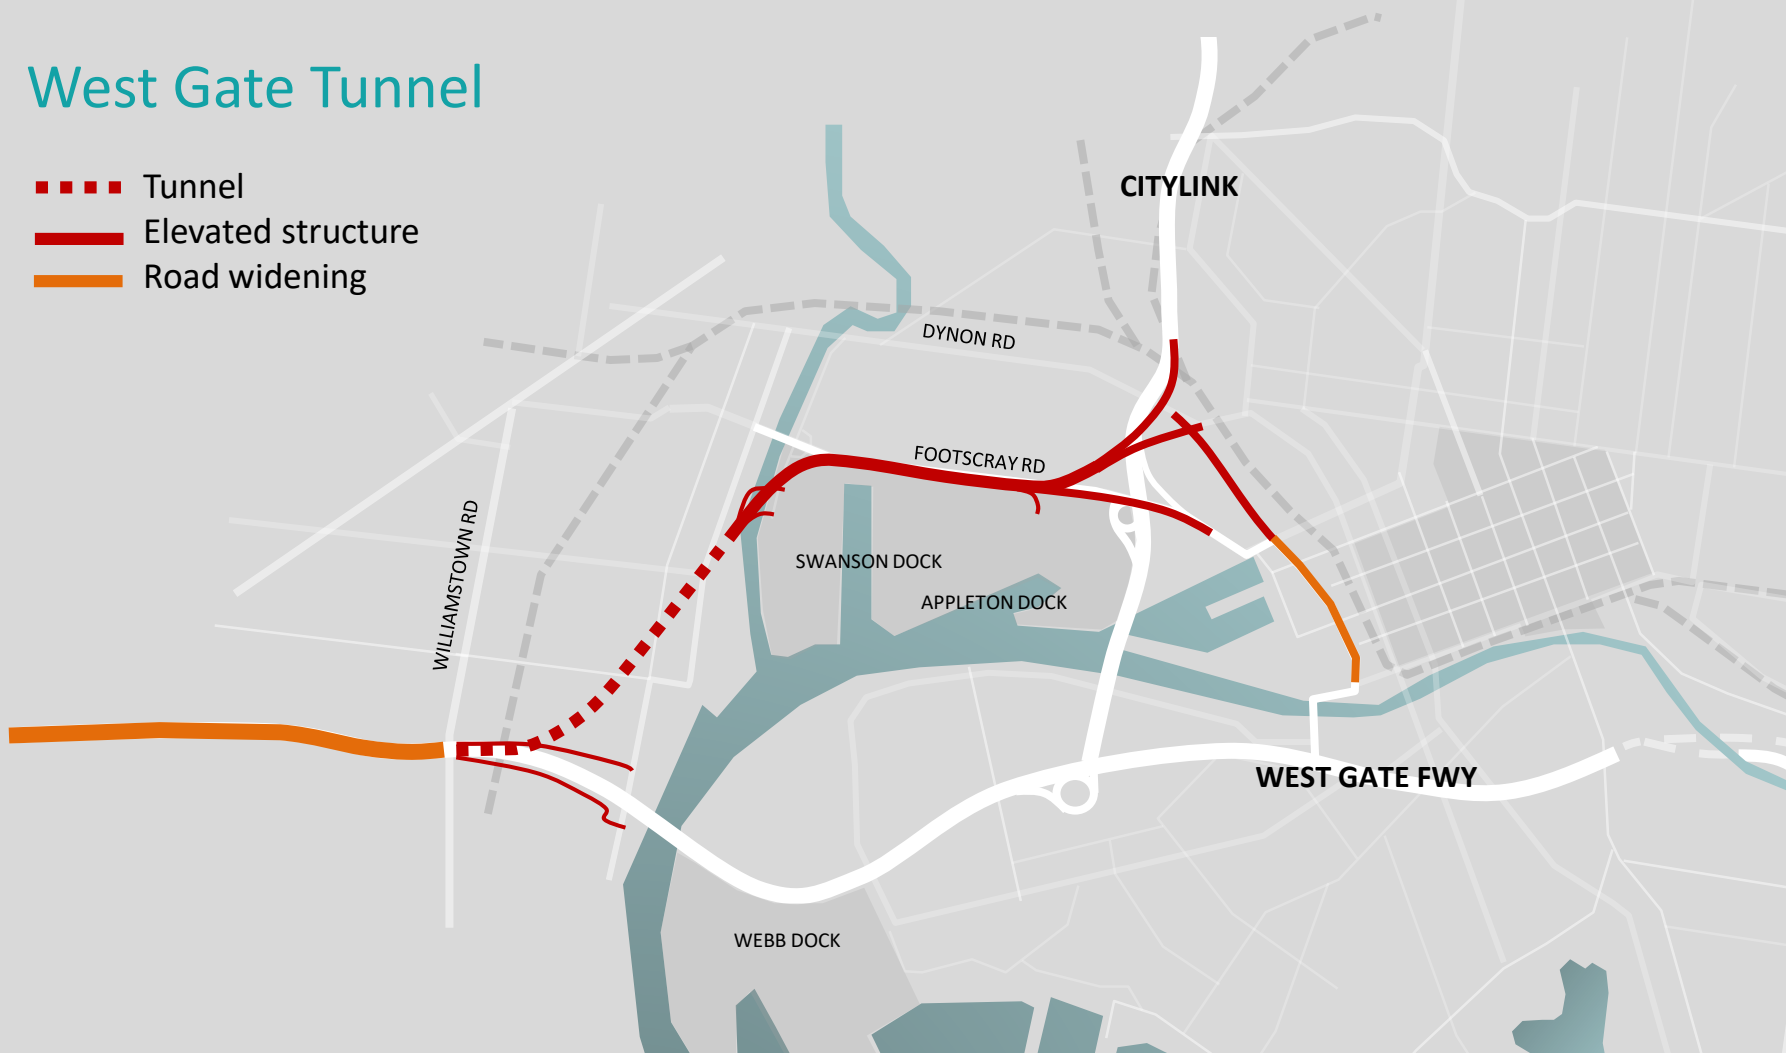 West Gate Tunnel
Tunnel
Elevated structure
Road widening
CITYLINK
DYNON RD
FOOTSCRAY RD
WILLIAMSTOWN RD
SWANSON DOCK
APPLETON DOCK
WEST GATE FWY
WEBB DOCK